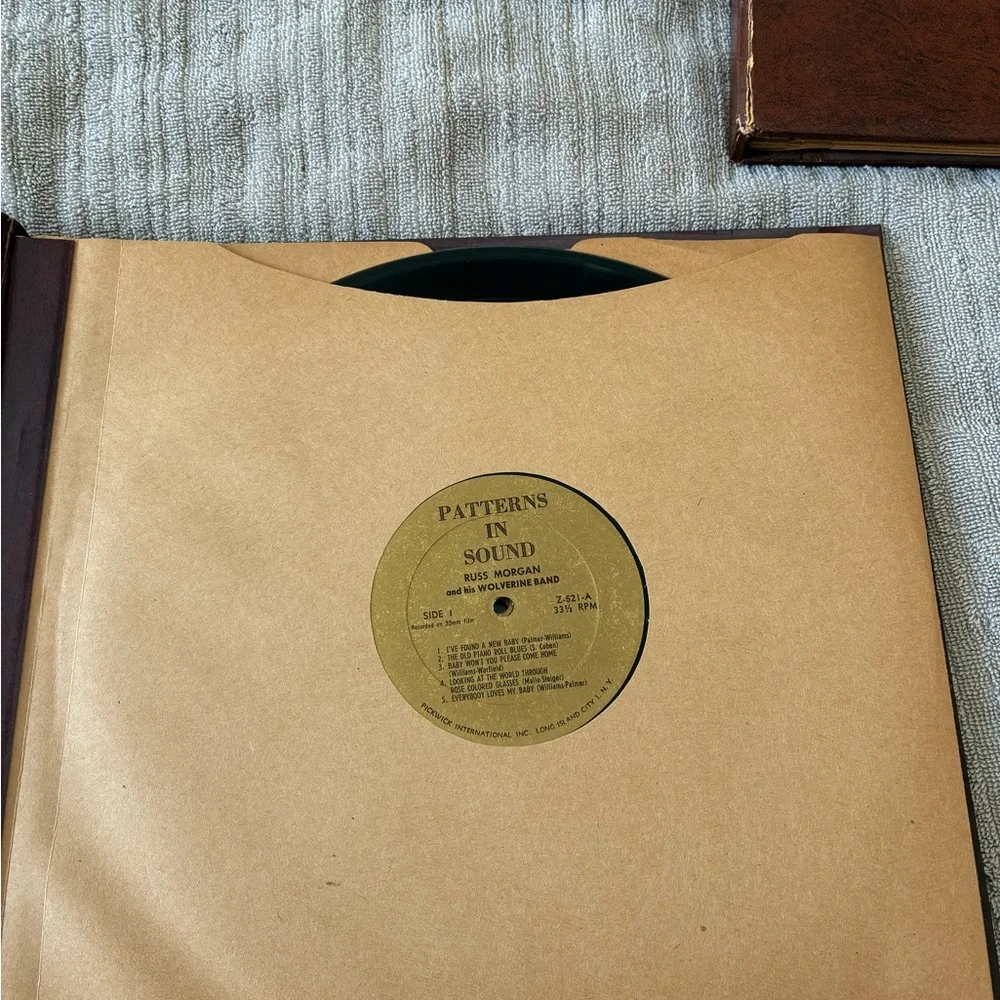 PATTERNS
IN
SOUND
RUSS MORGAN
and his WOLVERINE BAND
SIDE 1
Recorded on 35mm film
Z-521-A
33⅓ RPM
1. I'VE FOUND A NEW BABY (Palmer-Williams)
2. THE OLD PIANO ROLL BLUES (S. Coben)
3. BABY WON'T YOU PLEASE COME HOME
(Williams-Warfield)
4. LOOKING AT THE WORLD THROUGH
ROSE COLORED GLASSES (Malie-Steiger)
5. EVERYBODY LOVES MY BABY (Williams-Palmer)
PICKWICK INTERNATIONAL INC. LONG ISLAND CITY 1, N. Y.